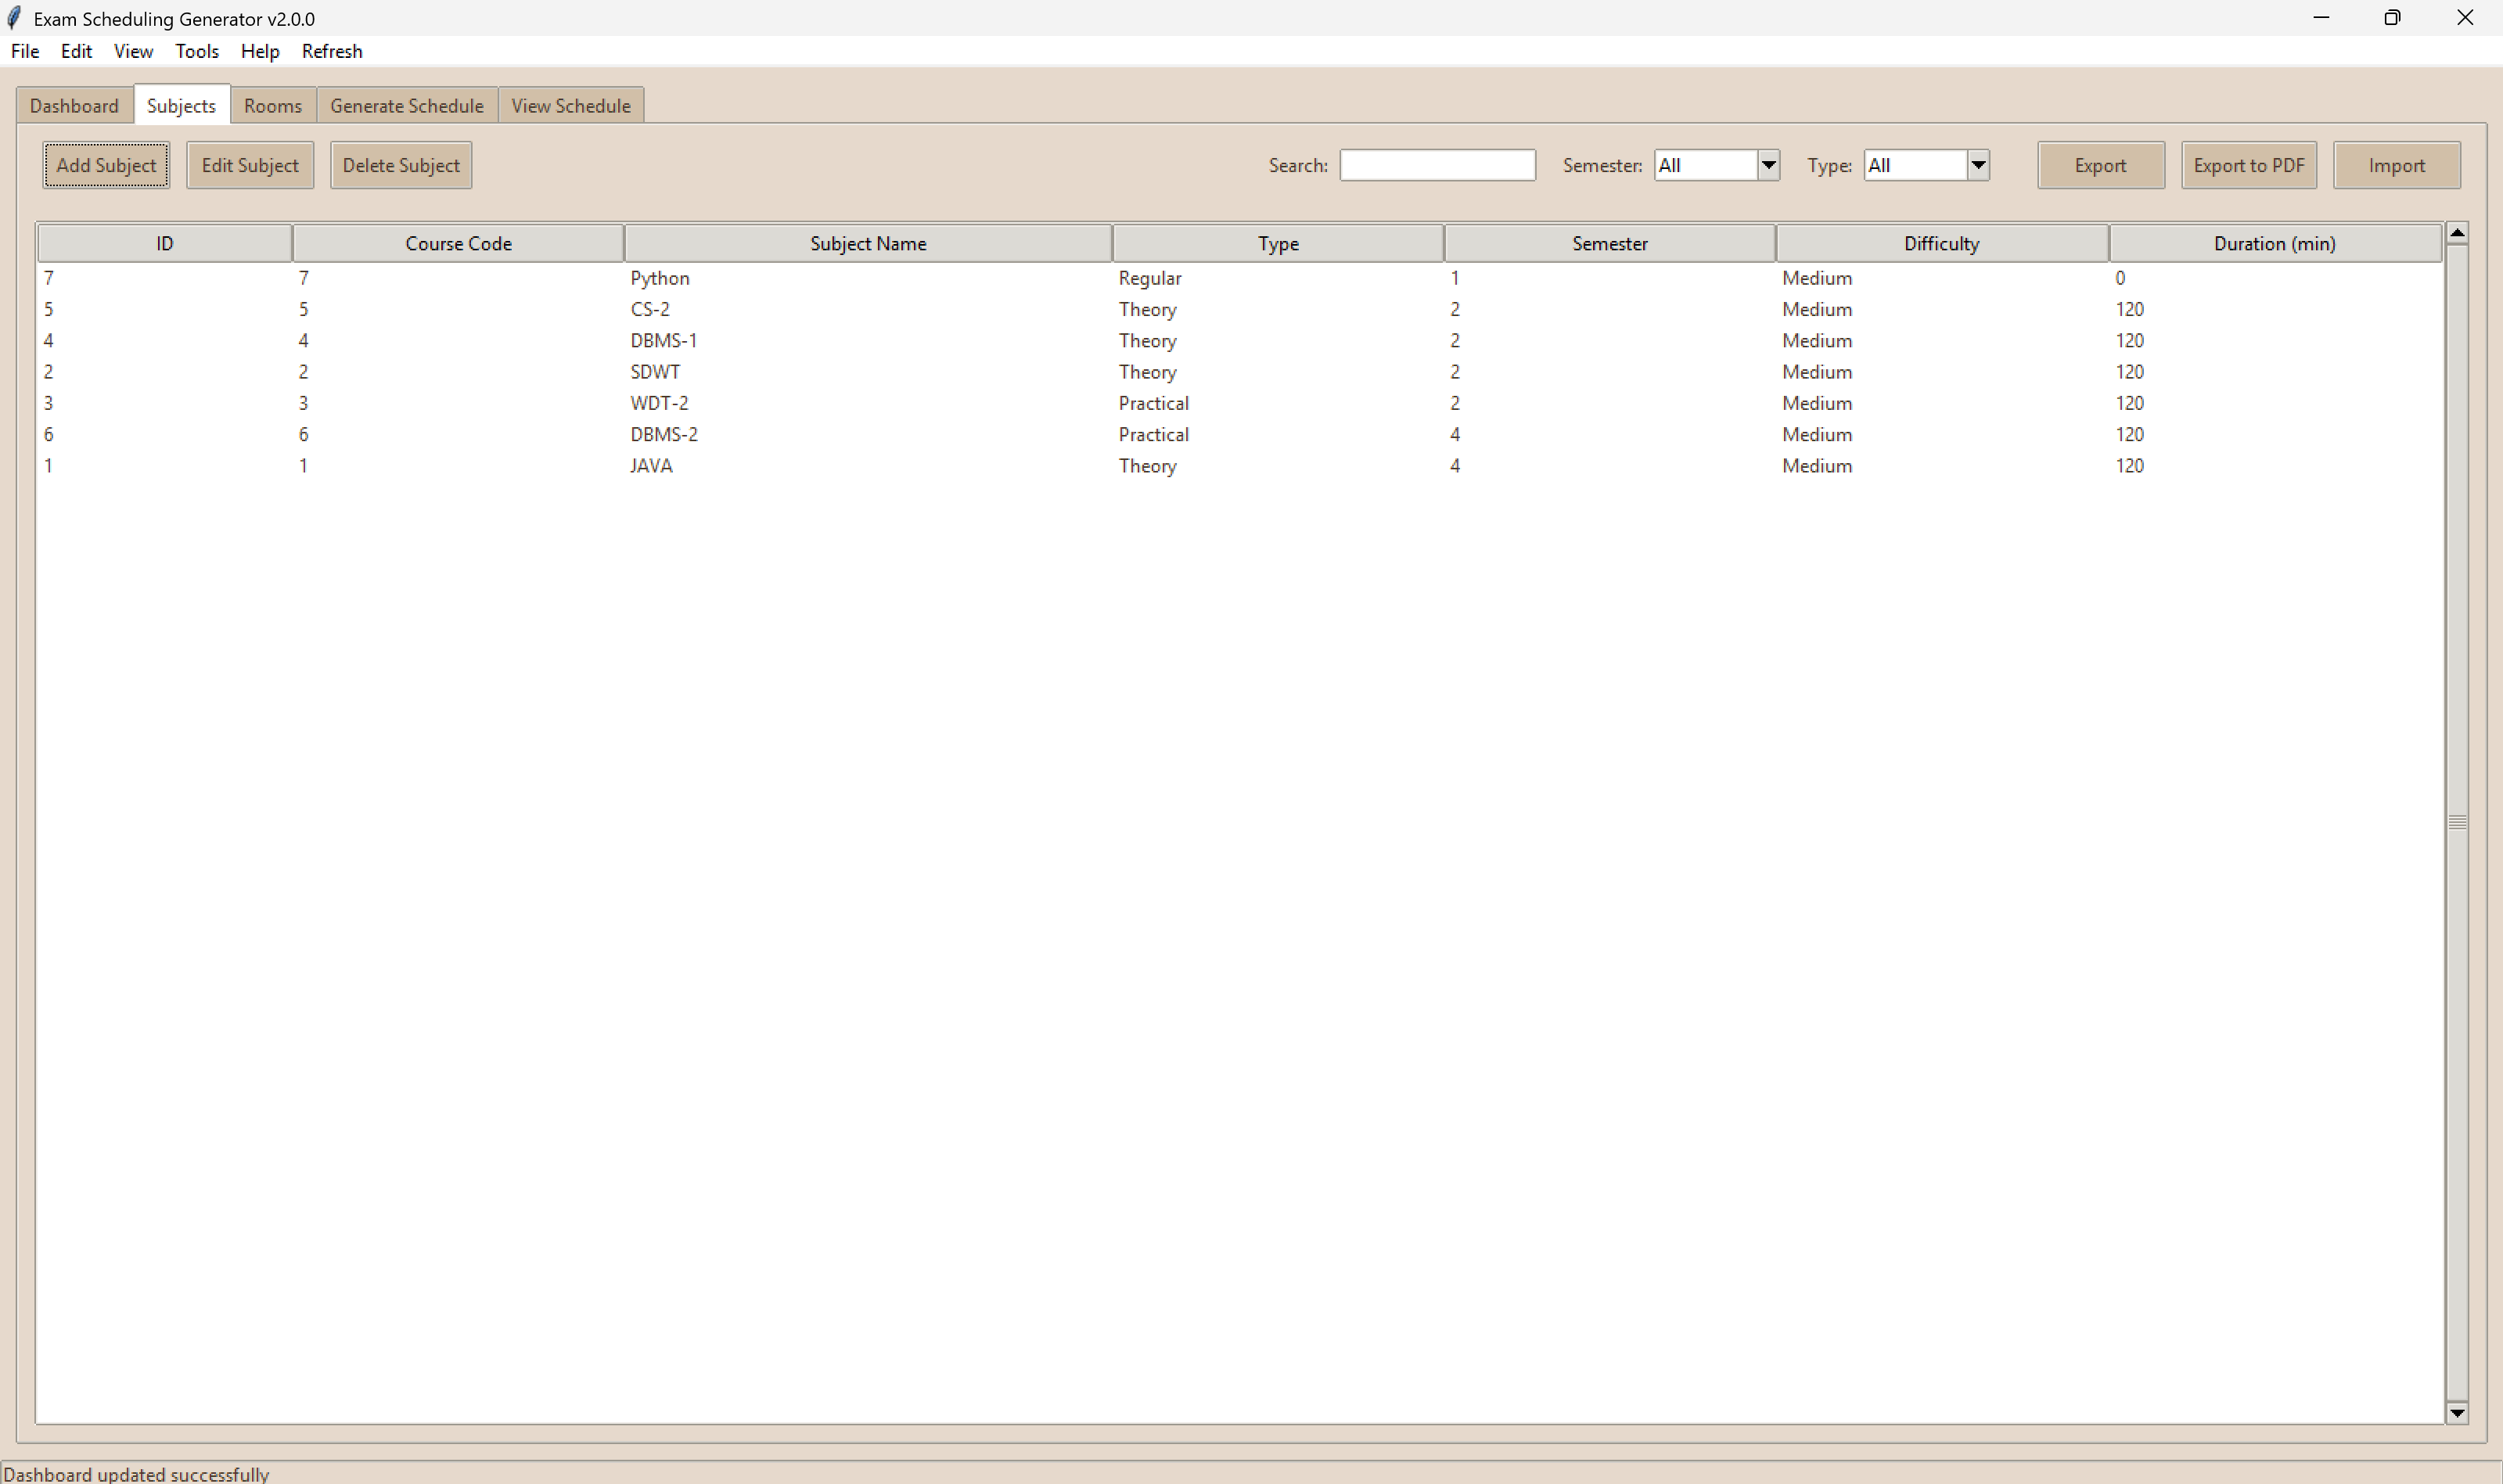 Exam Scheduling Generator v2.0.0
File Edit View Tools Help Refresh
Dashboard Subjects Rooms Generate Schedule View Schedule
Add Subject Edit Subject Delete Subject Search: Semester: All Type: All Export Export to PDF Import
ID Course Code Subject Name Type Semester Difficulty Duration (min)
7 7 Python Regular 1 Medium 0
5 5 CS-2 Theory 2 Medium 120
4 4 DBMS-1 Theory 2 Medium 120
2 2 SDWT Theory 2 Medium 120
3 3 WDT-2 Practical 2 Medium 120
6 6 DBMS-2 Practical 4 Medium 120
1 1 JAVA Theory 4 Medium 120
Dashboard updated successfully